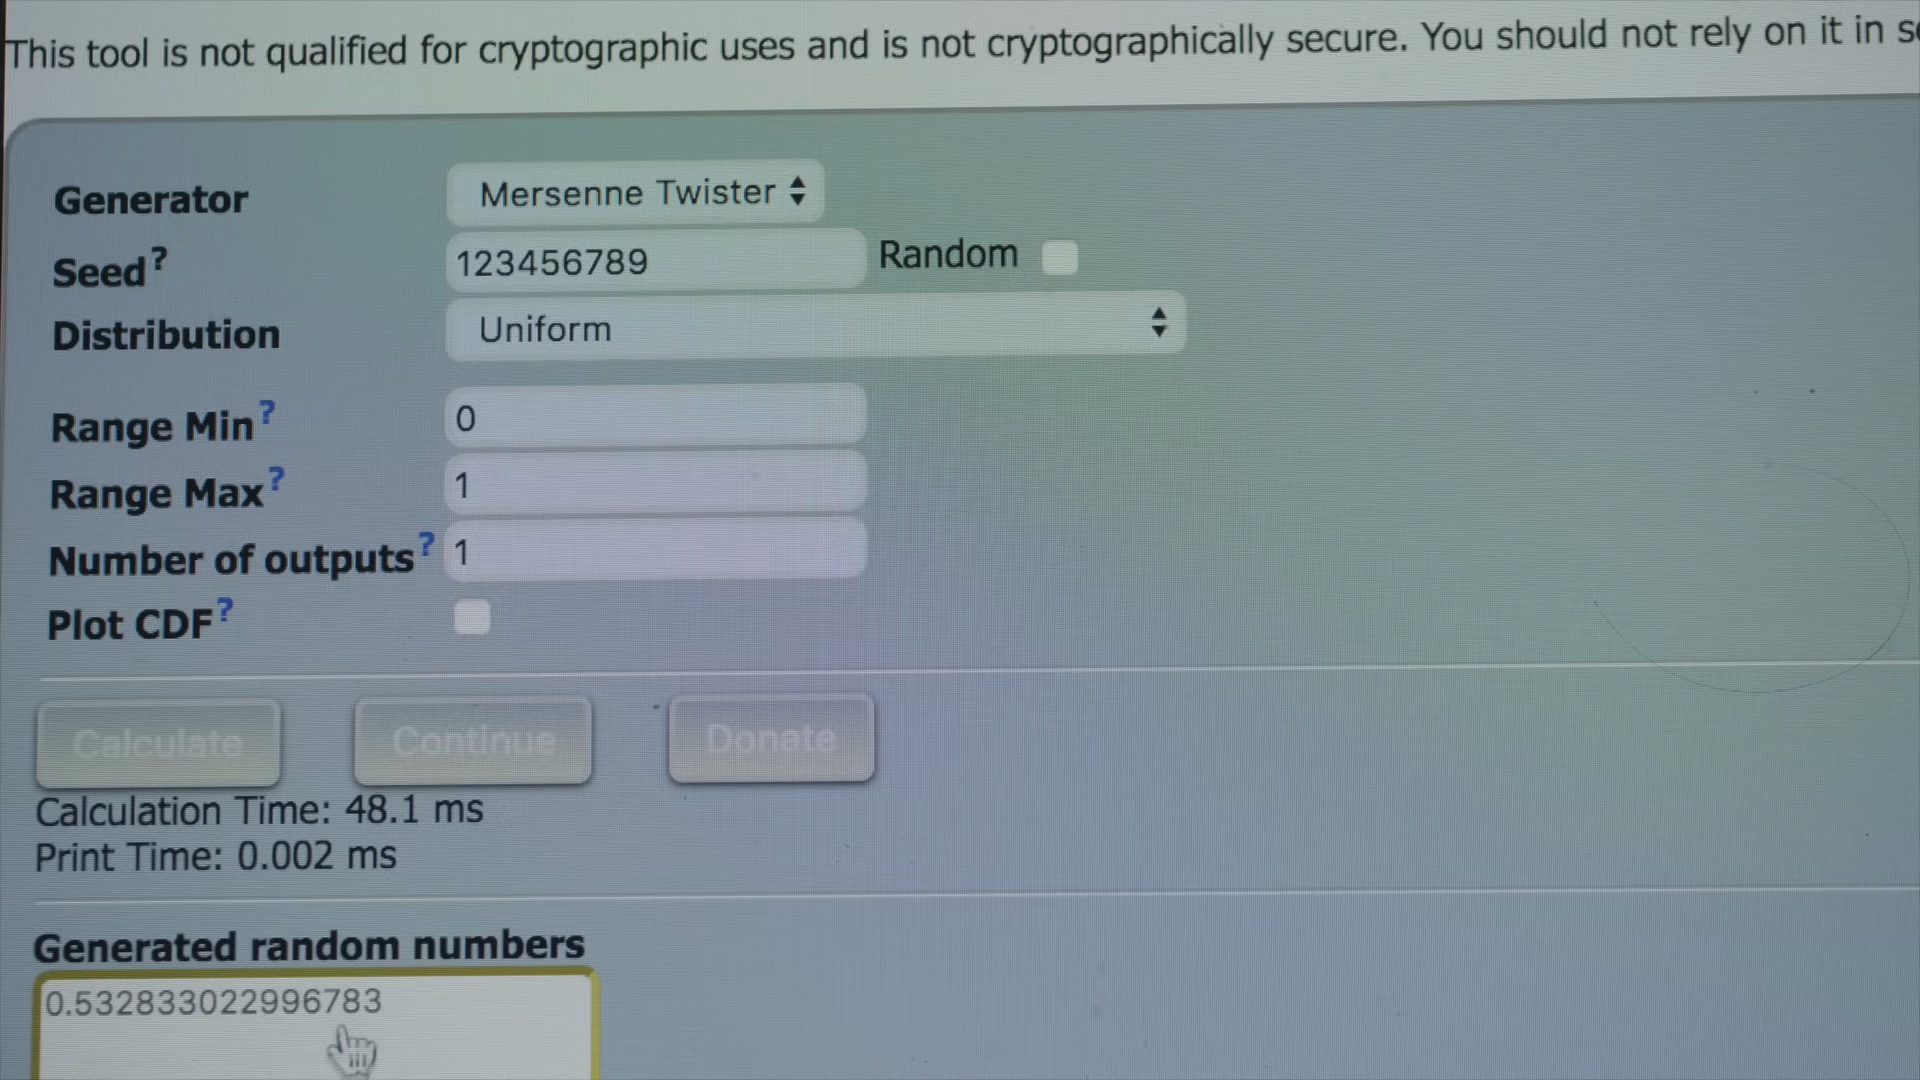 This tool is not qualified for cryptographic uses and is not cryptographically secure. You should not rely on it in
Generator Mersenne Twister
Seed? 123456789 Random
Distribution Uniform
Range Min? 0
Range Max? 1
Number of outputs? 1
Plot CDF?
Calculate Continue Donate
Calculation Time: 48.1 ms
Print Time: 0.002 ms
Generated random numbers
0.532833022996783